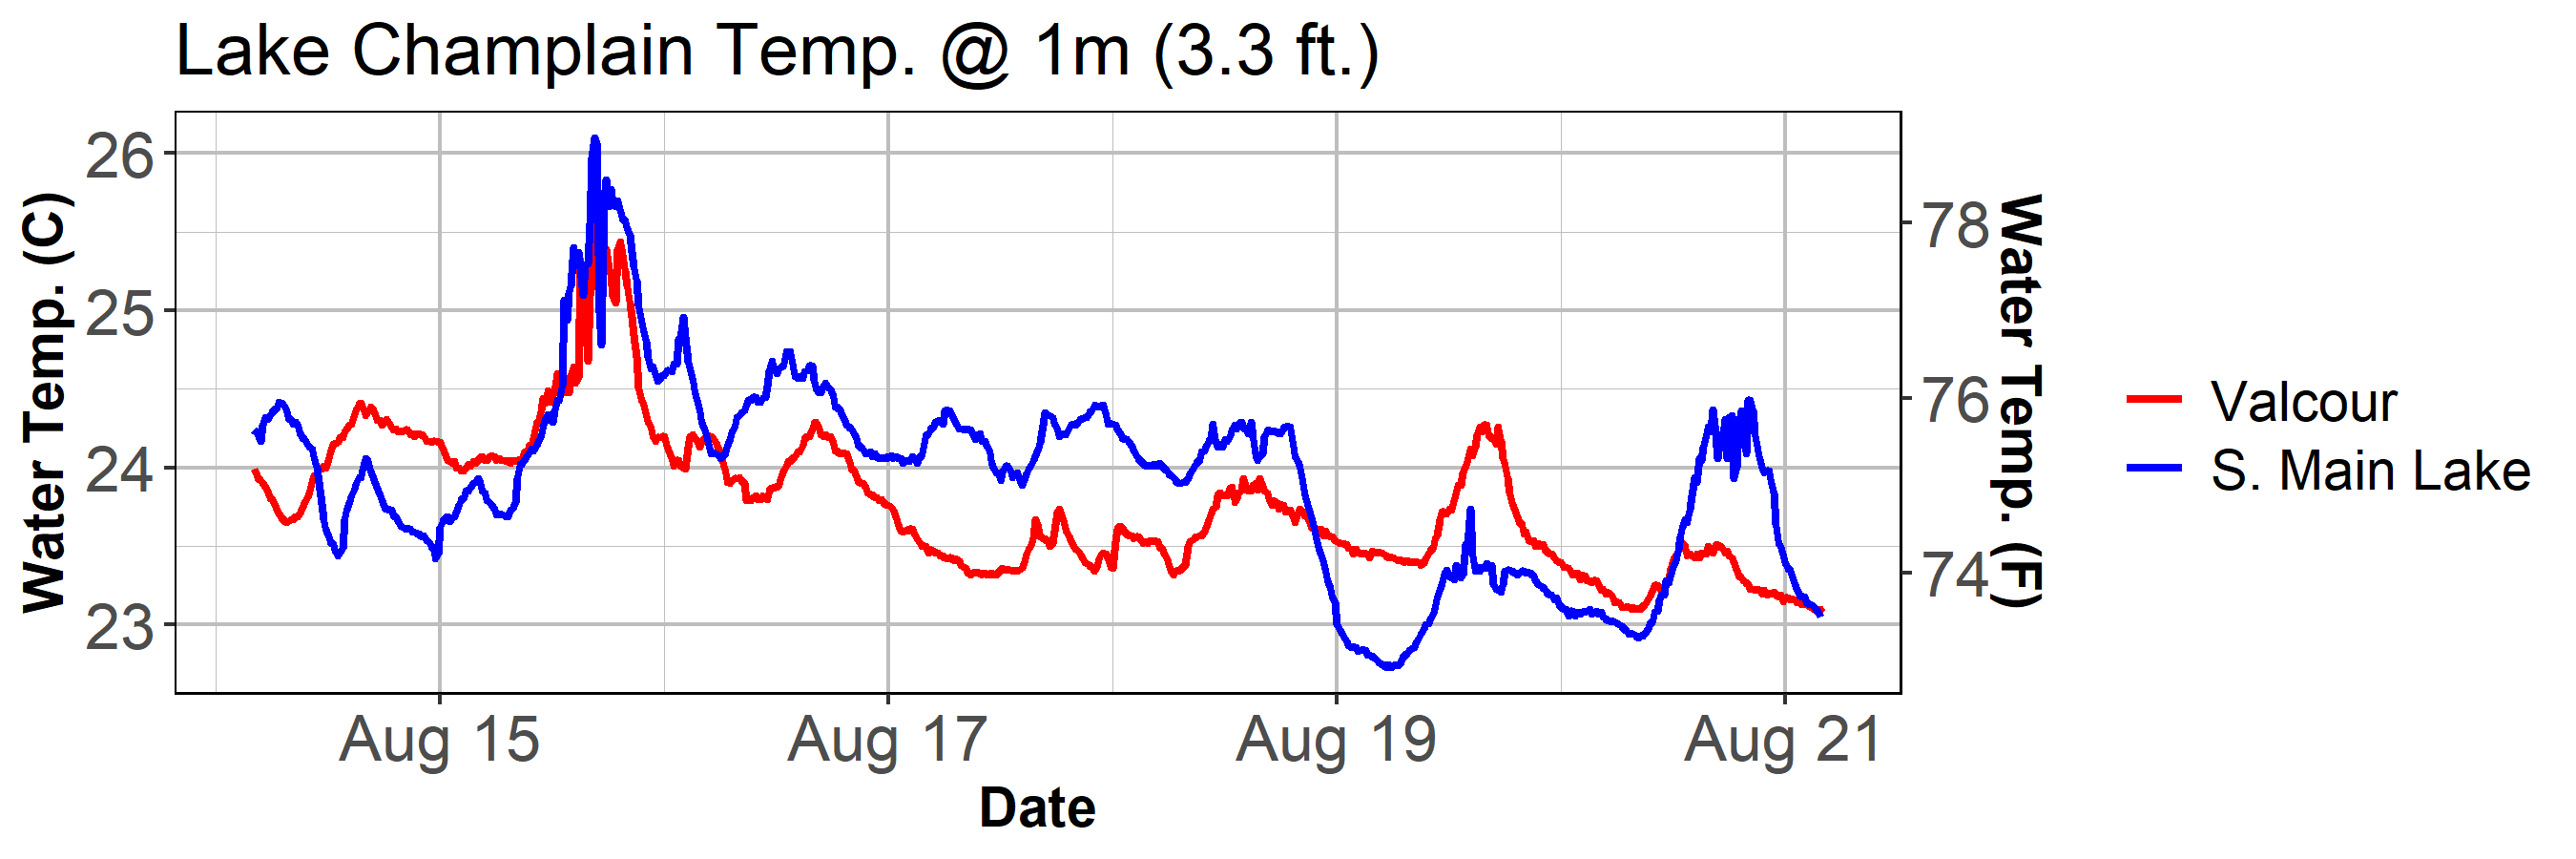 Lake Champlain Temp. @ 1m (3.3 ft.)
Water Temp. (C)
26
25
24
23
78
76
74
Water Temp. (F)
Aug 15
Aug 17
Aug 19
Aug 21
Date
Valcour
S. Main Lake